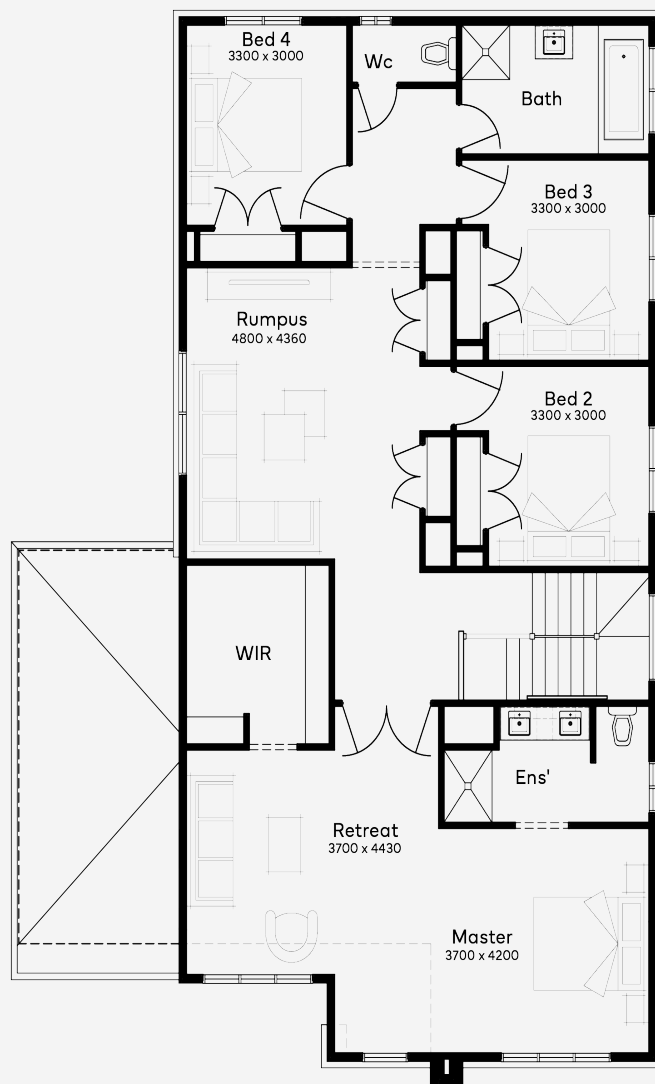 Bed 4
3300 x 3000
Wc
Bath
Bed 3
3300 x 3000
Rumpus
4800 x 4360
Bed 2
3300 x 3000
WIR
Ens'
Retreat
3700 x 4430
Master
3700 x 4200